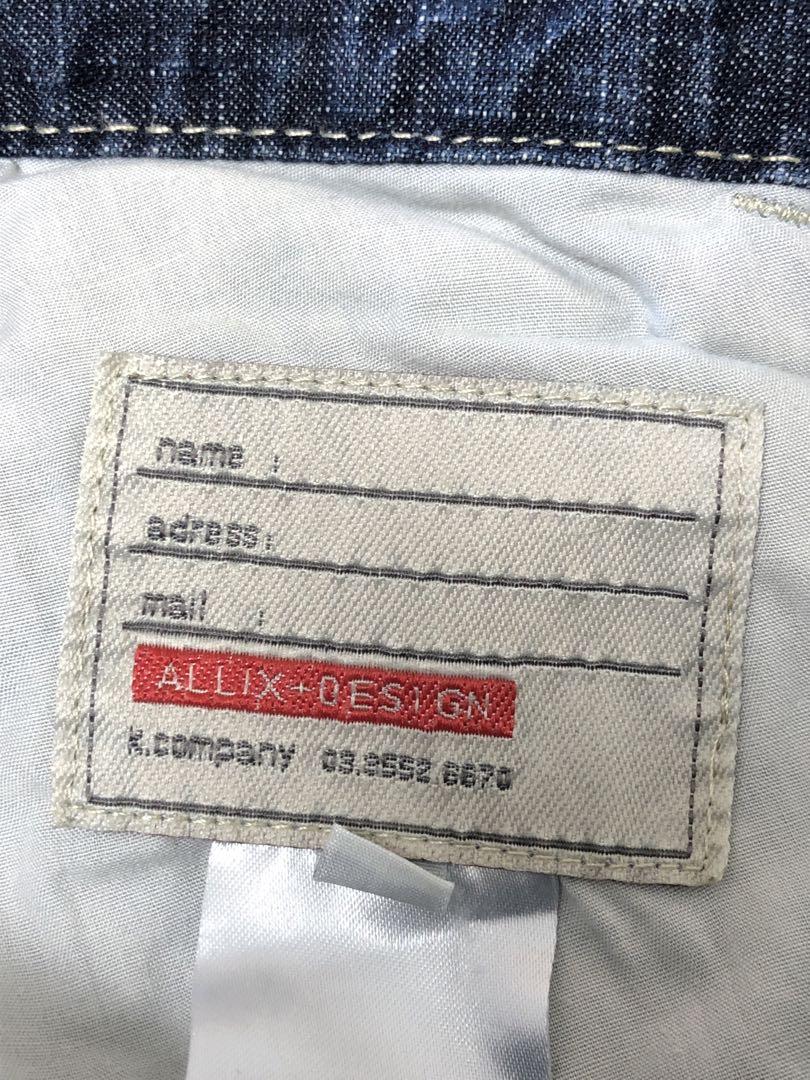 name :
adress:
mail :
ALLIX+DESIGN
K.company 03.3552.6670